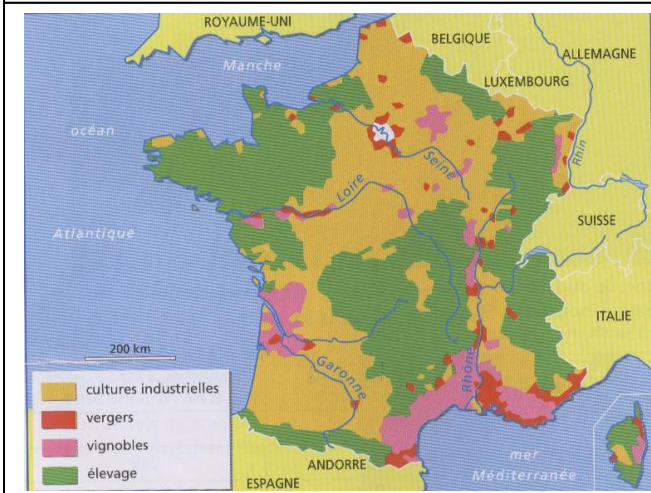 ROYAUME-UNI
BELGIQUE
ALLEMAGNE
Manche
LUXEMBOURG
océan
Seine
Rhin
Loire
SUISSE
Atlantique
ITALIE
200 km
Garonne
Rhône
cultures industrielles
vergers
vignobles
élevage
mer
Méditerranée
ANDORRE
ESPAGNE